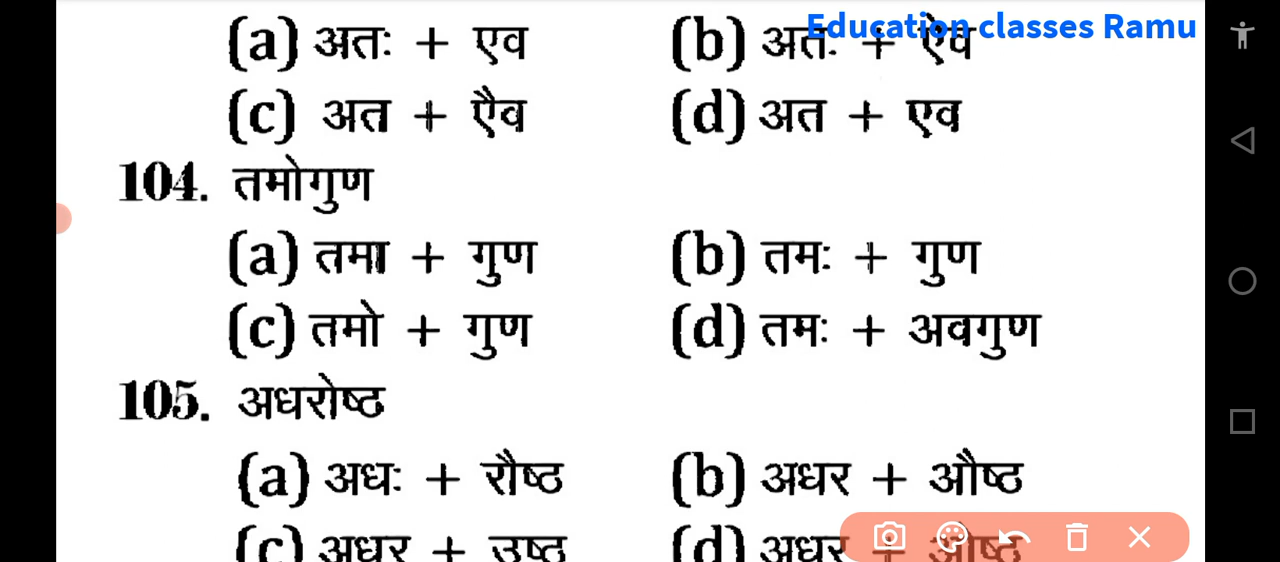 Education classes Ramu
(a) अतः + एव (b) अतः + ऐव
(c) अत + ऐव (d) अत + एव
104. तमोगुण
(a) तमा + गुण (b) तमः + गुण
(c) तमो + गुण (d) तमः + अवगुण
105. अधरोष्ठ
(a) अधः + रौष्ठ (b) अधर + औष्ठ
(c) अधर + उष्ठ (d) अधर + ओष्ठ